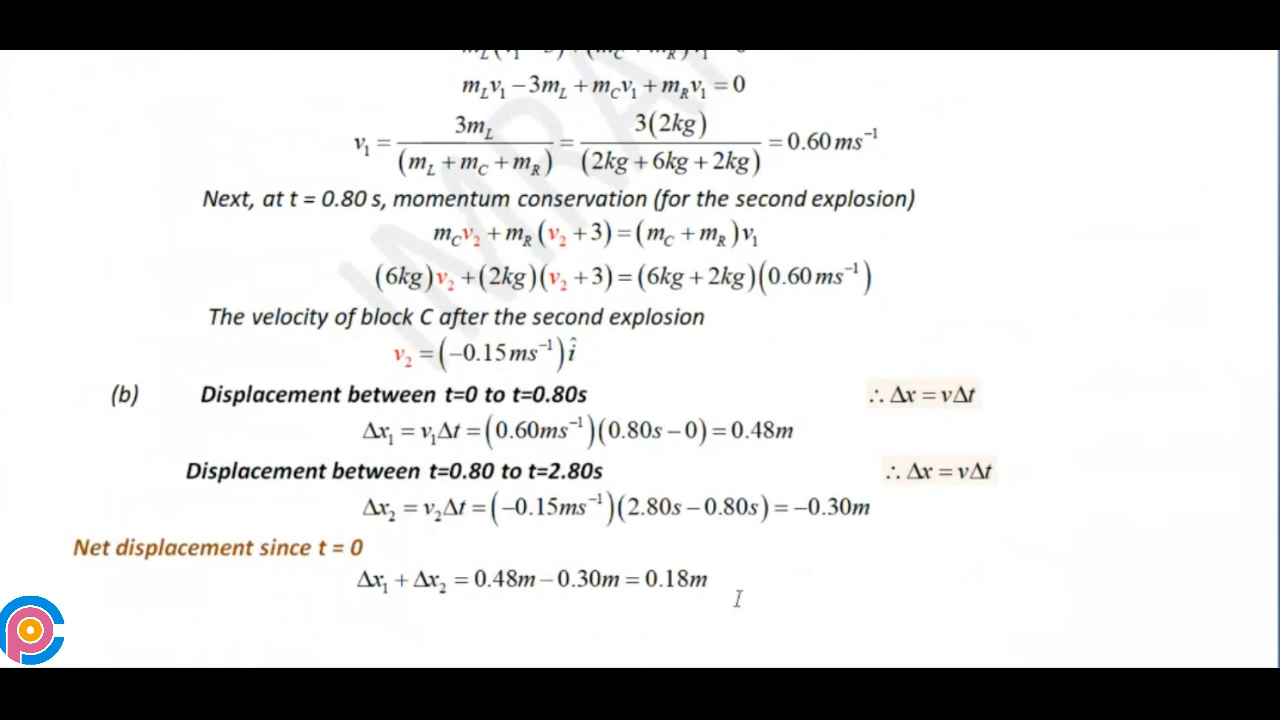 m_L v_1 − 3m_L + m_C v_1 + m_R v_1 = 0
v_1 = 3m_L / (m_L + m_C + m_R) = 3(2kg) / (2kg + 6kg + 2kg) = 0.60 ms⁻¹
Next, at t = 0.80 s, momentum conservation (for the second explosion)
m_C v_2 + m_R (v_2 + 3) = (m_C + m_R) v_1
(6kg) v_2 + (2kg)(v_2 + 3) = (6kg + 2kg)(0.60 ms⁻¹)
The velocity of block C after the second explosion
v_2 = (−0.15 ms⁻¹) î
(b) Displacement between t=0 to t=0.80s ∴ Δx = vΔt
Δx_1 = v_1 Δt = (0.60ms⁻¹)(0.80s − 0) = 0.48m
Displacement between t=0.80 to t=2.80s ∴ Δx = vΔt
Δx_2 = v_2 Δt = (−0.15ms⁻¹)(2.80s − 0.80s) = −0.30m
Net displacement since t = 0
Δx_1 + Δx_2 = 0.48m − 0.30m = 0.18m